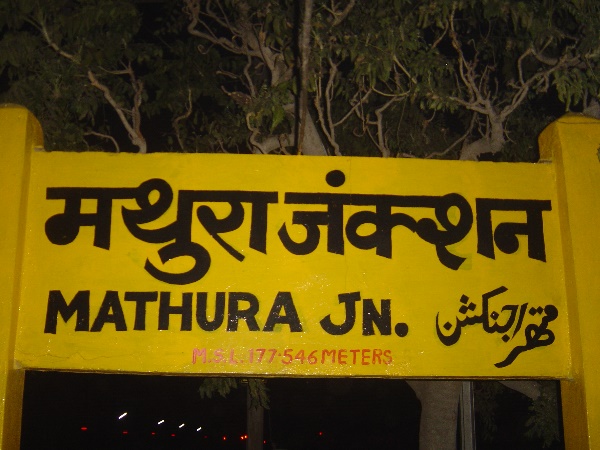 मथुरा जंक्शन
MATHURA JN. متھرا جنکشن
M.S.L. 177.546 METERS